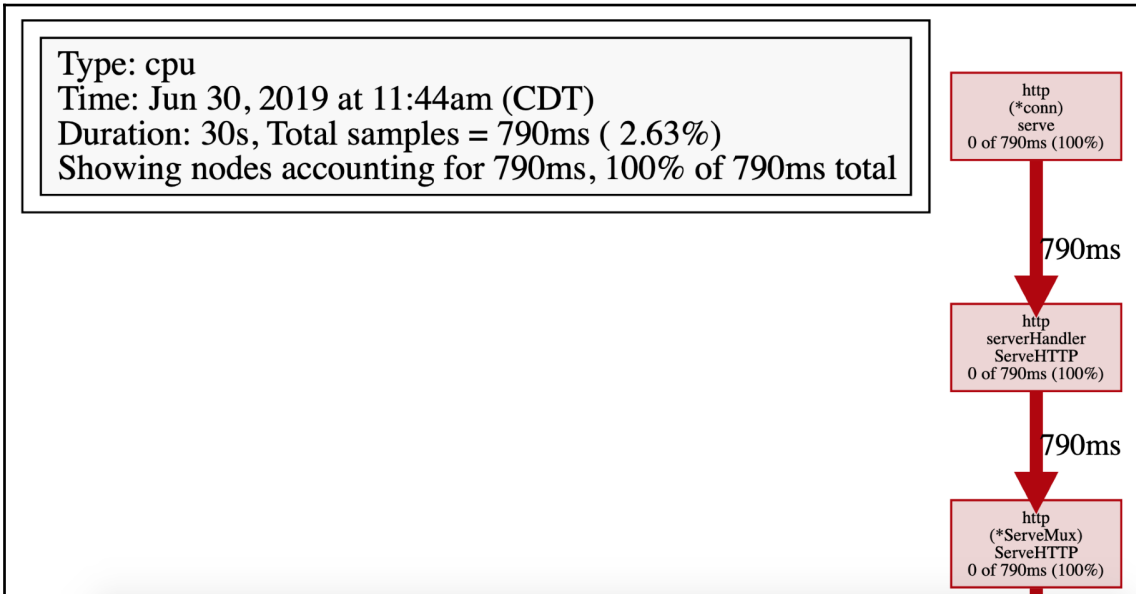 Type: cpu
Time: Jun 30, 2019 at 11:44am (CDT)
Duration: 30s, Total samples = 790ms ( 2.63%)
Showing nodes accounting for 790ms, 100% of 790ms total
http
(*conn)
serve
0 of 790ms (100%)
790ms
http
serverHandler
ServeHTTP
0 of 790ms (100%)
790ms
http
(*ServeMux)
ServeHTTP
0 of 790ms (100%)